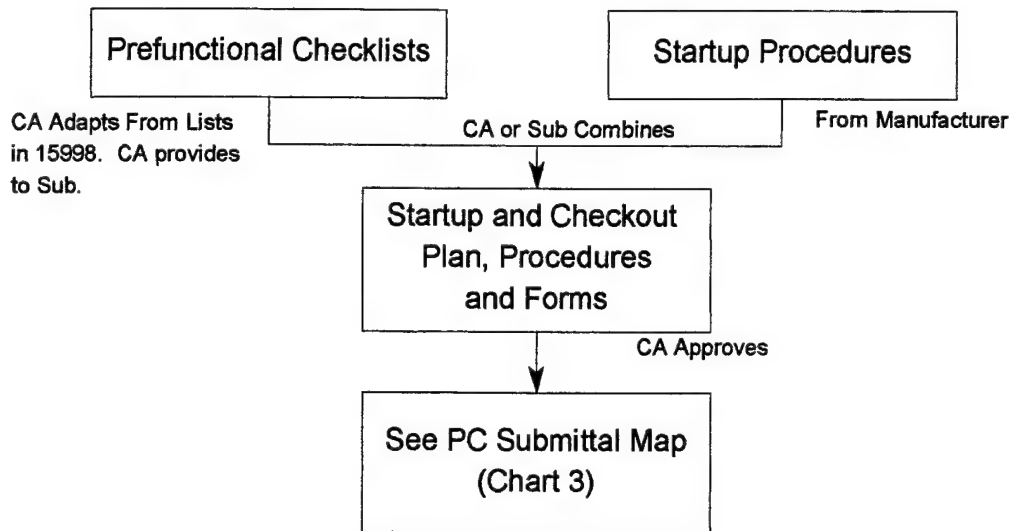 Prefunctional Checklists
Startup Procedures
CA Adapts From Lists
in 15998. CA provides
to Sub.
CA or Sub Combines
From Manufacturer
Startup and Checkout
Plan, Procedures
and Forms
CA Approves
See PC Submittal Map
(Chart 3)